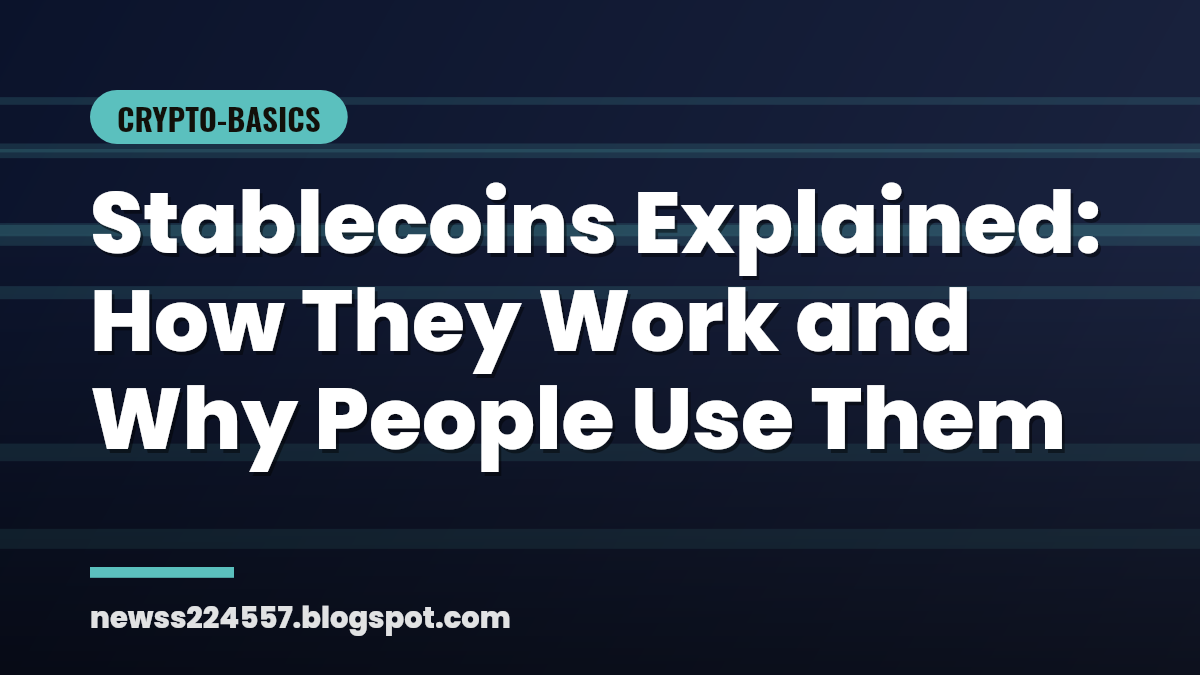 CRYPTO-BASICS
Stablecoins Explained:
How They Work and
Why People Use Them
newss224557.blogspot.com